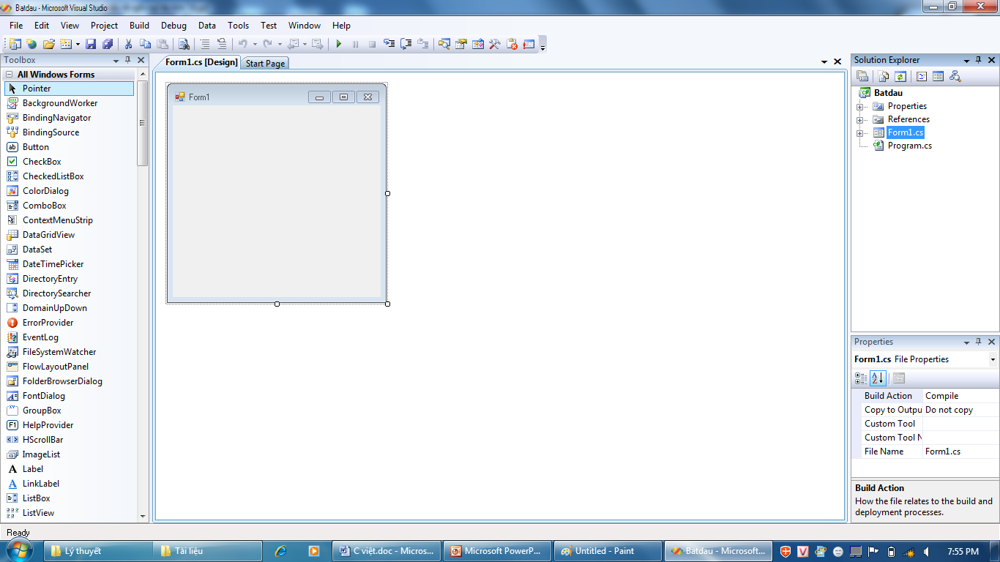 Batdau - Microsoft Visual Studio
File Edit View Project Build Debug Data Tools Test Window Help
Toolbox
All Windows Forms
Pointer
BackgroundWorker
BindingNavigator
BindingSource
Button
CheckBox
CheckedListBox
ColorDialog
ComboBox
ContextMenuStrip
DataGridView
DataSet
DateTimePicker
DirectoryEntry
DirectorySearcher
DomainUpDown
ErrorProvider
EventLog
FileSystemWatcher
FlowLayoutPanel
FolderBrowserDialog
FontDialog
GroupBox
HelpProvider
HScrollBar
ImageList
Label
LinkLabel
ListBox
ListView
Form1.cs [Design] Start Page
Form1
Solution Explorer
Batdau
Properties
References
Form1.cs
Program.cs
Properties
Form1.cs File Properties
Build Action Compile
Copy to Outpu Do not copy
Custom Tool
Custom Tool N
File Name Form1.cs
Build Action
How the file relates to the build and
deployment processes.
Ready
Lý thuyết Tài liệu C việt.doc - Micros... Microsoft PowerP... Untitled - Paint Batdau - Microsoft... 7:55 PM